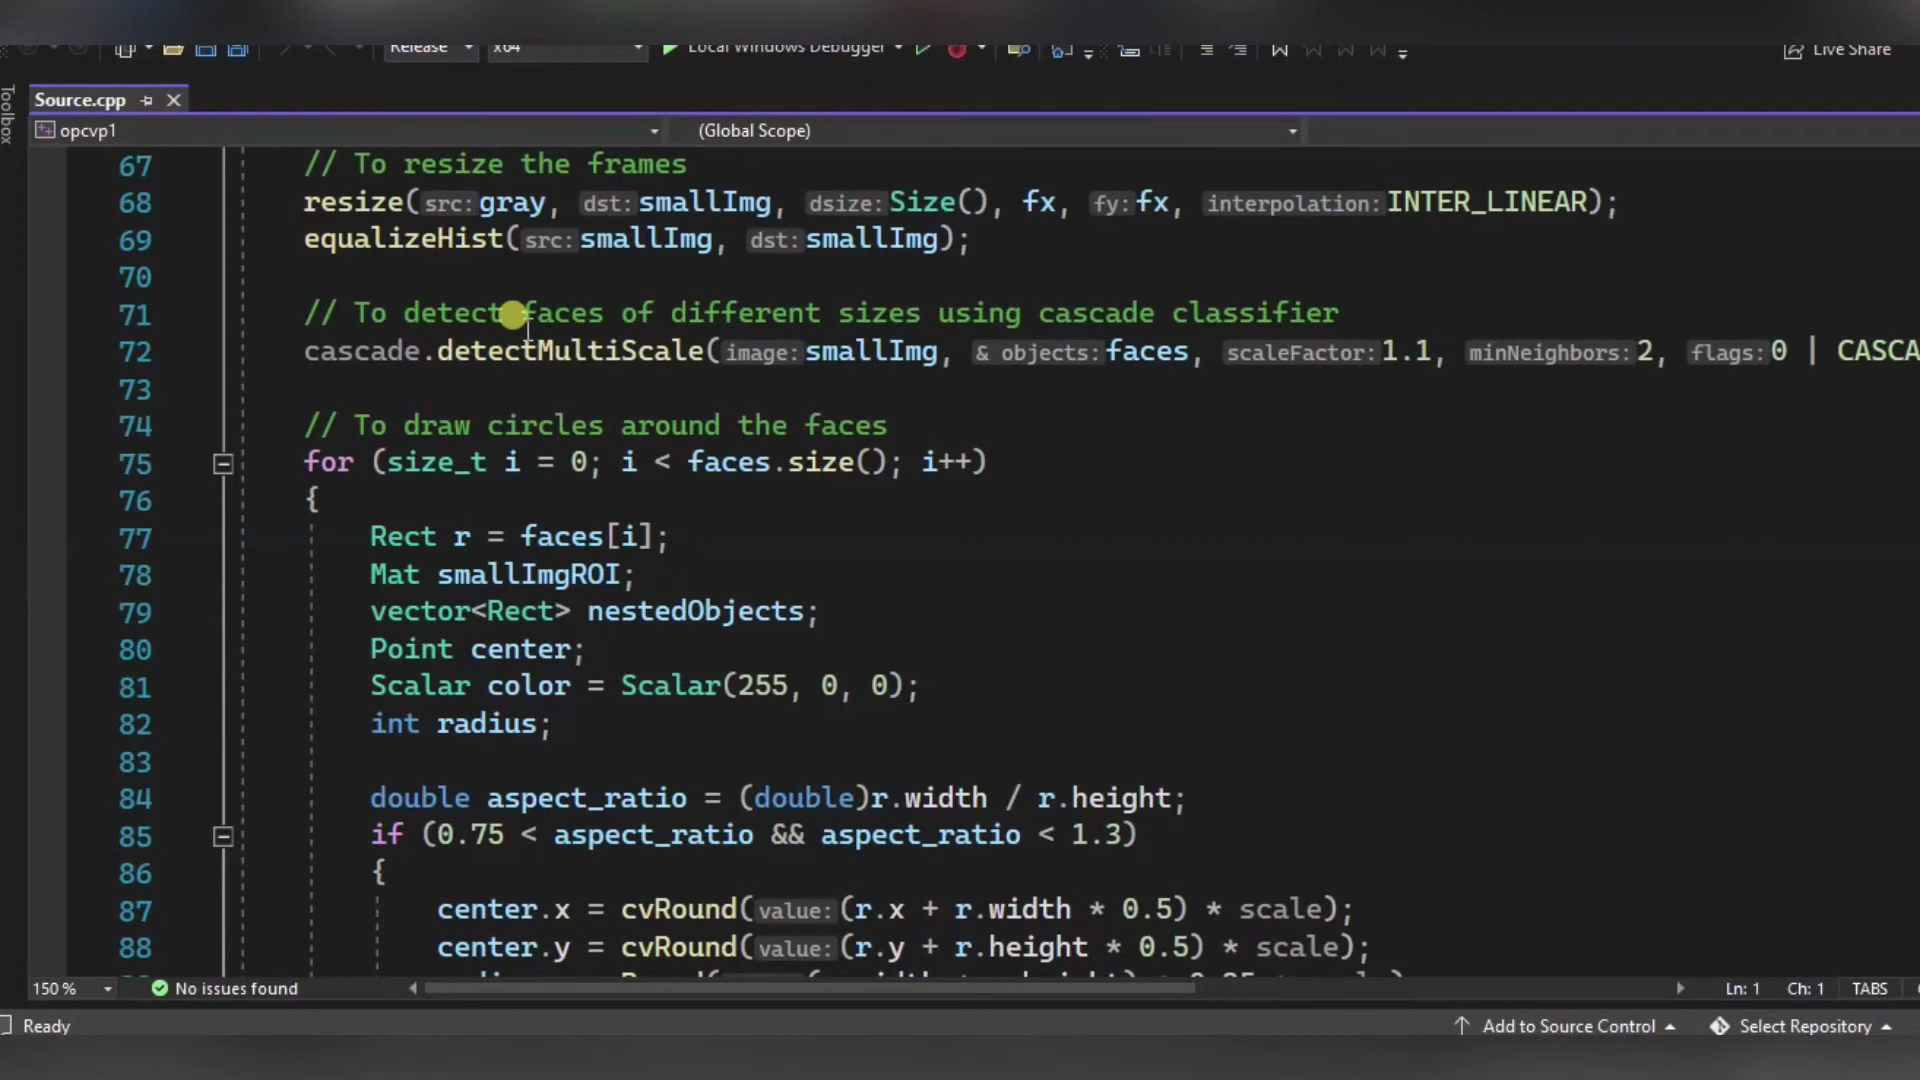 Release x64 Local Windows Debugger Live Share
Toolbox
Source.cpp
opcvp1 (Global Scope)
67 // To resize the frames
68 resize(src:gray, dst:smallImg, dsize:Size(), fx, fy:fx, interpolation:INTER_LINEAR);
69 equalizeHist(src:smallImg, dst:smallImg);
70
71 // To detect faces of different sizes using cascade classifier
72 cascade.detectMultiScale(image:smallImg, & objects:faces, scaleFactor:1.1, minNeighbors:2, flags:0 | CASCA
73
74 // To draw circles around the faces
75 for (size_t i = 0; i < faces.size(); i++)
76 {
77 Rect r = faces[i];
78 Mat smallImgROI;
79 vector<Rect> nestedObjects;
80 Point center;
81 Scalar color = Scalar(255, 0, 0);
82 int radius;
83
84 double aspect_ratio = (double)r.width / r.height;
85 if (0.75 < aspect_ratio && aspect_ratio < 1.3)
86 {
87 center.x = cvRound(value:(r.x + r.width * 0.5) * scale);
88 center.y = cvRound(value:(r.y + r.height * 0.5) * scale);
150 % No issues found Ln: 1 Ch: 1 TABS
Ready Add to Source Control Select Repository